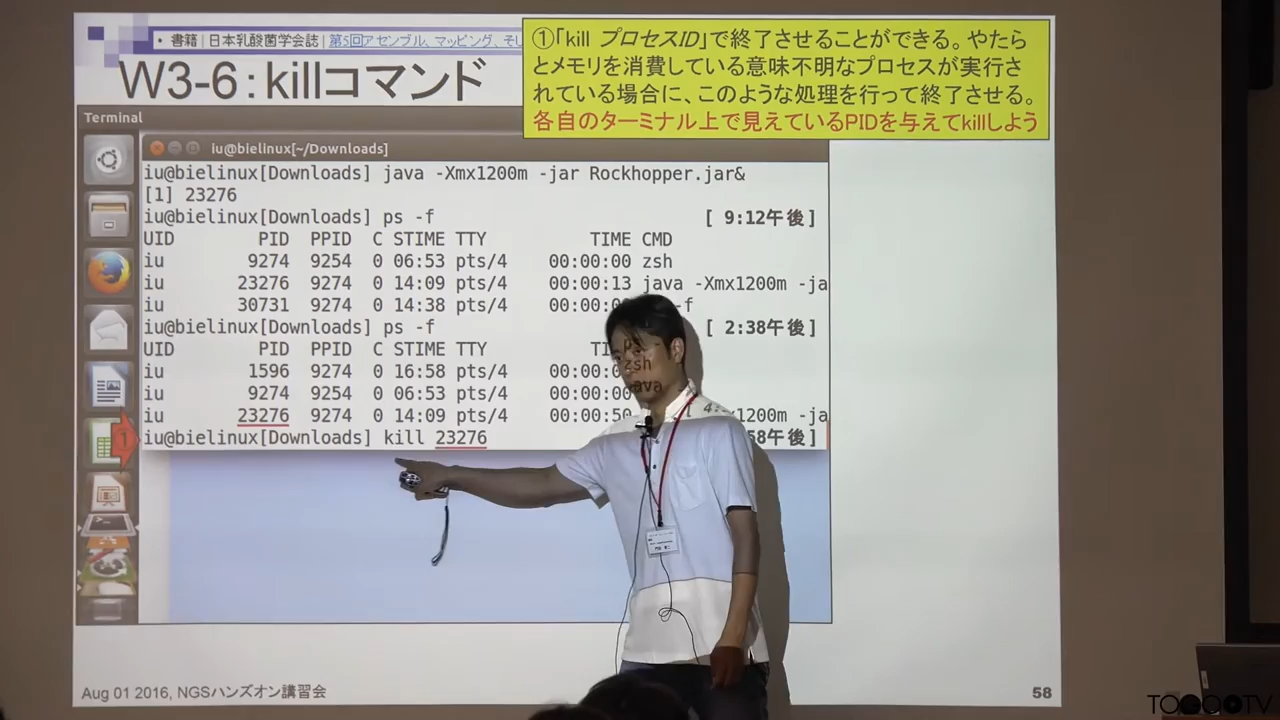 ・書籍 | 日本乳酸菌学会誌 | 第5回アセンブル、マッピング、そし
W3-6：killコマンド
①「kill プロセスID」で終了させることができる。やたら
とメモリを消費している意味不明なプロセスが実行さ
れている場合に、このような処理を行って終了させる。
各自のターミナル上で見えているPIDを与えてkillしよう
Terminal
iu@bielinux[~/Downloads]
iu@bielinux[Downloads] java -Xmx1200m -jar Rockhopper.jar&
[1] 23276
iu@bielinux[Downloads] ps -f [ 9:12午後]
UID PID PPID C STIME TTY TIME CMD
iu 9274 9254 0 06:53 pts/4 00:00:00 zsh
iu 23276 9274 0 14:09 pts/4 00:00:13 java -Xmx1200m -ja
iu 30731 9274 0 14:38 pts/4 00:00:0 -f
iu@bielinux[Downloads] ps -f [ 2:38午後]
UID PID PPID C STIME TTY TI
iu 1596 9274 0 16:58 pts/4 00:00:0 zsh
iu 9274 9254 0 06:53 pts/4 00:00:00 ava
iu 23276 9274 0 14:09 pts/4 00:00:50 1200m -ja
①
iu@bielinux[Downloads] kill 23276 [ 4: 58午後]
Aug 01 2016, NGSハンズオン講習会
58
TOGOTV